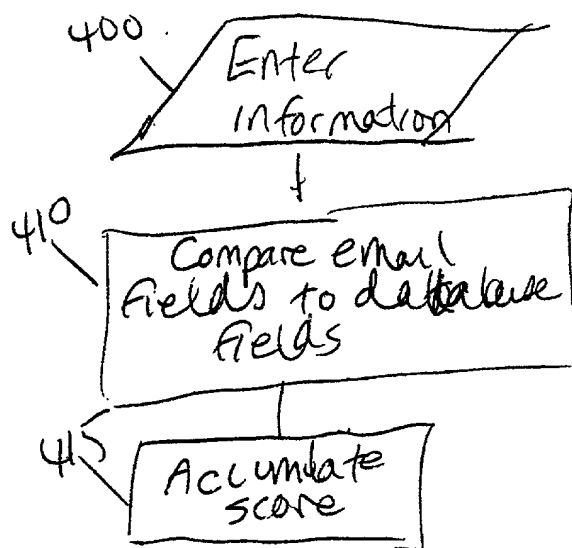 400
Enter
information
410
Compare email
fields to database
fields
415
Accumulate
score